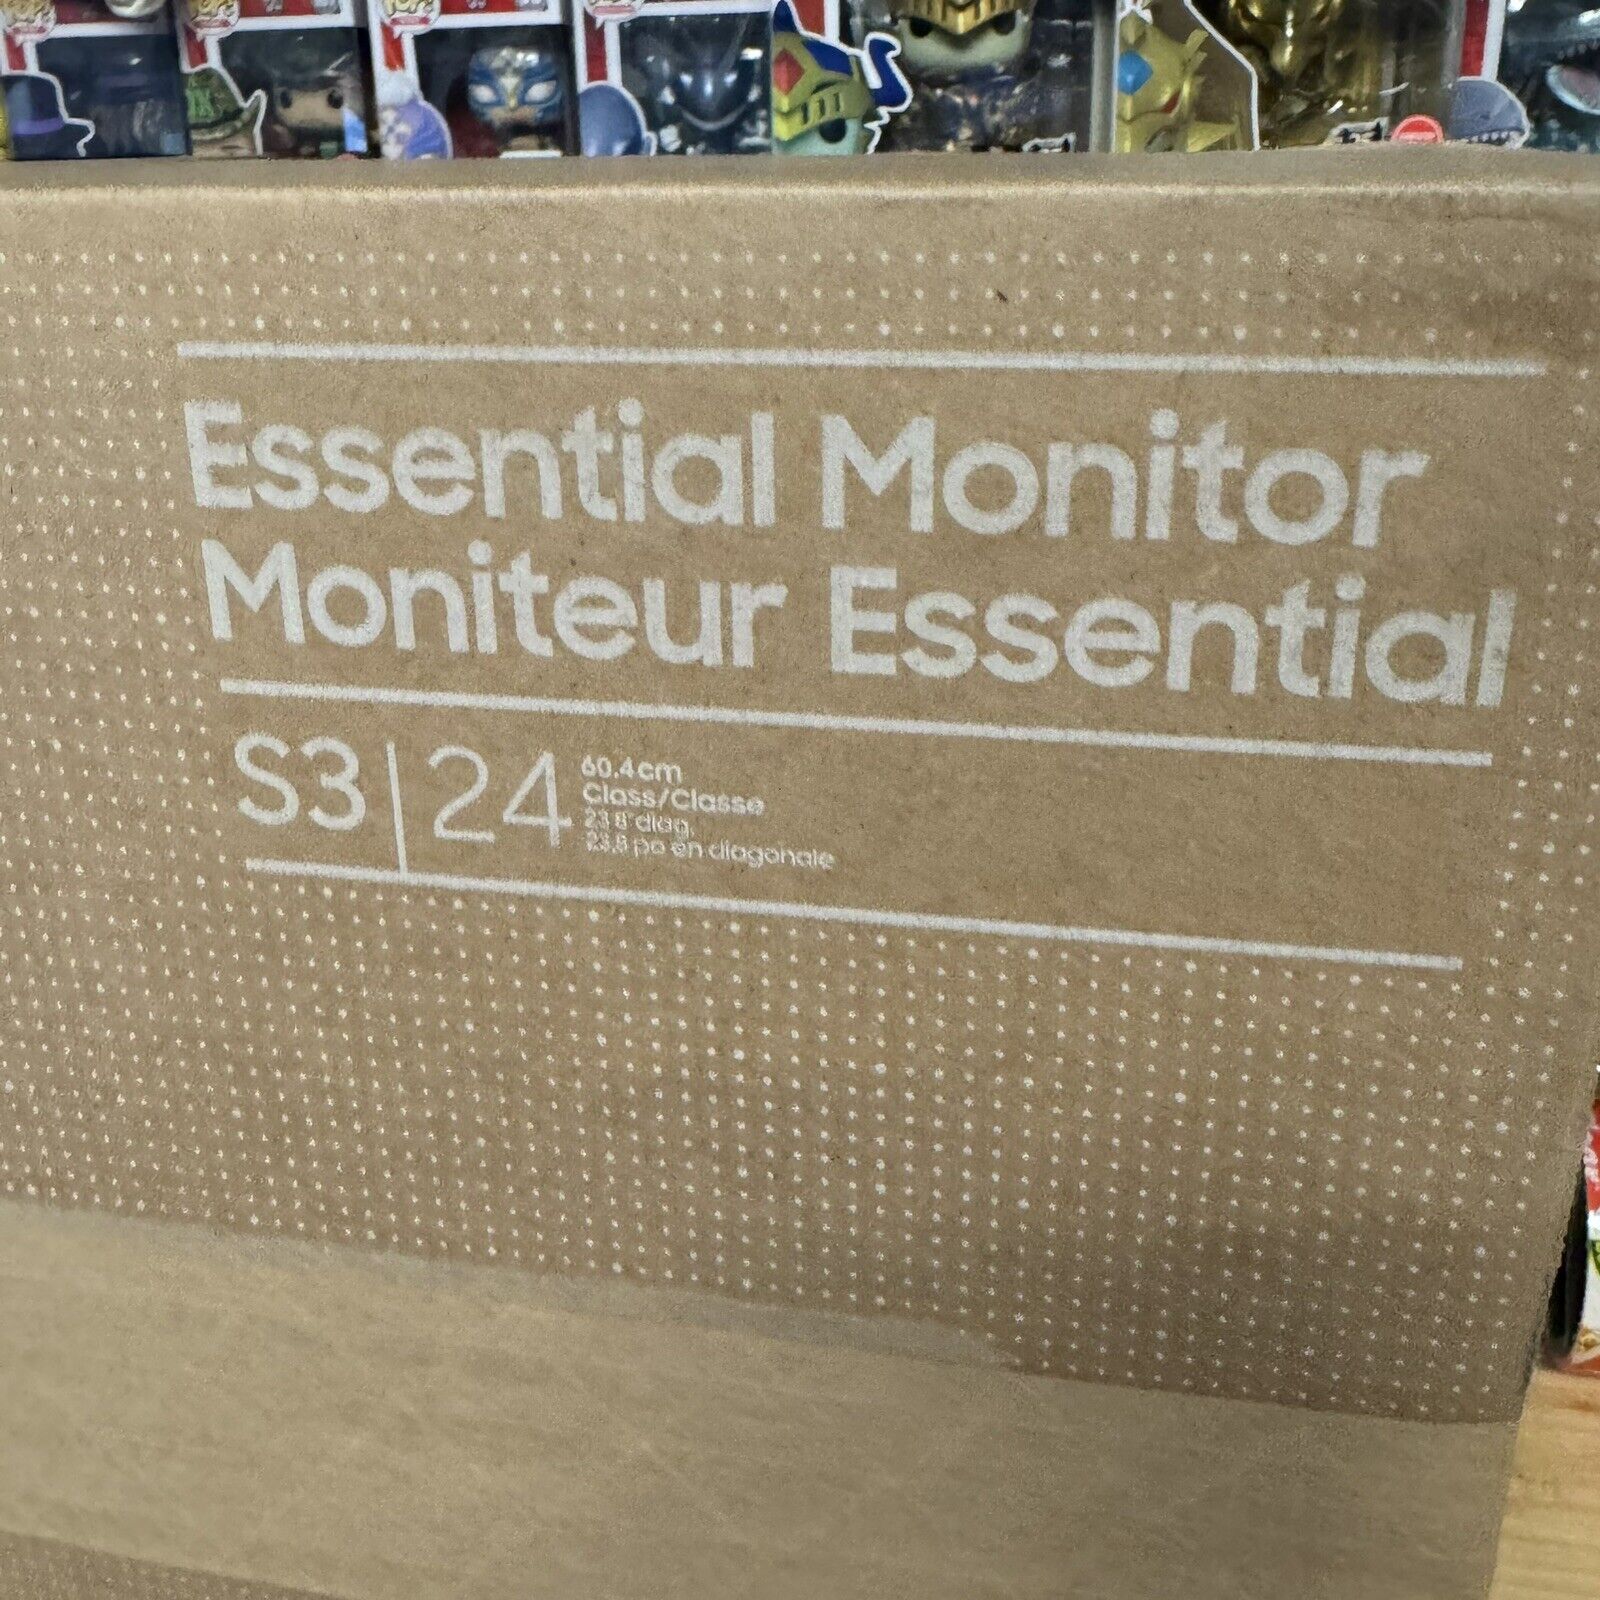 Essential Monitor
Moniteur Essential
S3 | 24
60.4cm
Class/Classe
23.8 diag.
23.8 po en diagonale